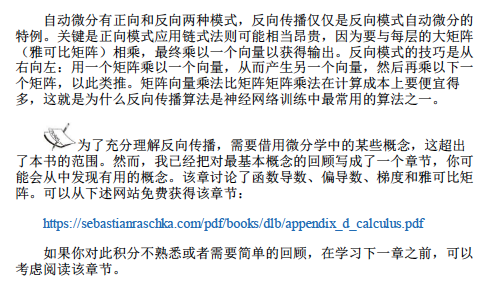 自动微分有正向和反向两种模式，反向传播仅仅是反向模式自动微分的
特例。关键是正向模式应用链式法则可能相当昂贵，因为要与每层的大矩阵
（雅可比矩阵）相乘，最终乘以一个向量以获得输出。反向模式的技巧是从
右向左：用一个矩阵乘以一个向量，从而产生另一个向量，然后再乘以下一
个矩阵，以此类推。矩阵向量乘法比矩阵矩阵乘法在计算成本上要便宜得
多，这就是为什么反向传播算法是神经网络训练中最常用的算法之一。
为了充分理解反向传播，需要借用微分学中的某些概念，这超出
了本书的范围。然而，我已经把对最基本概念的回顾写成了一个章节，你可
能会从中发现有用的概念。该章讨论了函数导数、偏导数、梯度和雅可比矩
阵。可以从下述网站免费获得该章节：
https://sebastianraschka.com/pdf/books/dlb/appendix_d_calculus.pdf
如果你对此积分不熟悉或者需要简单的回顾，在学习下一章之前，可以
考虑阅读该章节。